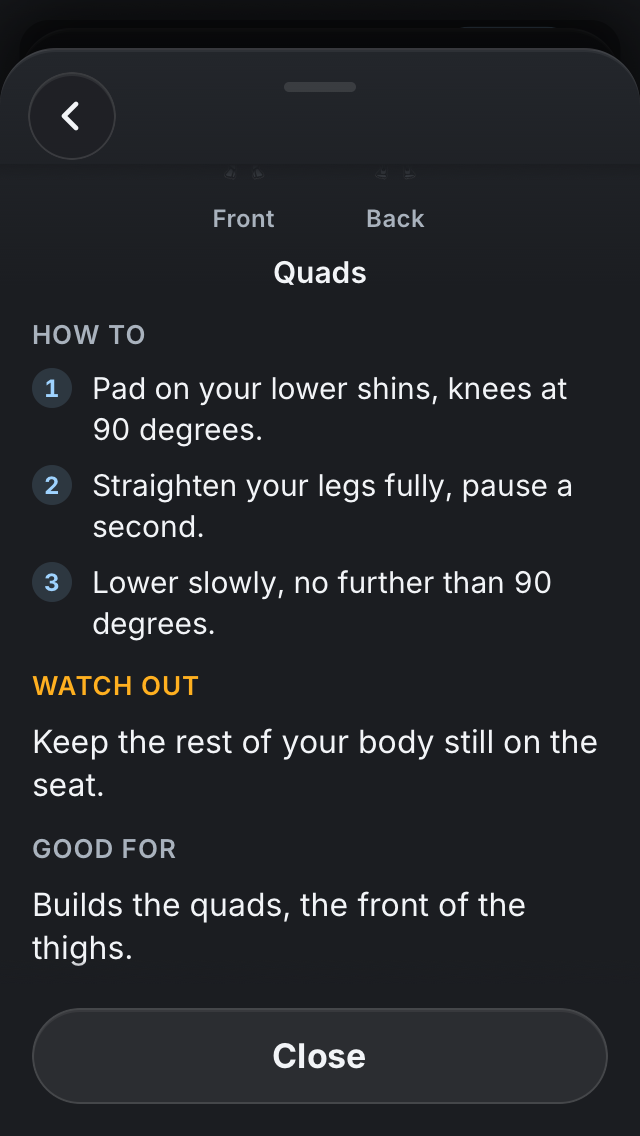 Front
Back
Quads
HOW TO
1 Pad on your lower shins, knees at
90 degrees.
2 Straighten your legs fully, pause a
second.
3 Lower slowly, no further than 90
degrees.
WATCH OUT
Keep the rest of your body still on the
seat.
GOOD FOR
Builds the quads, the front of the
thighs.
Close